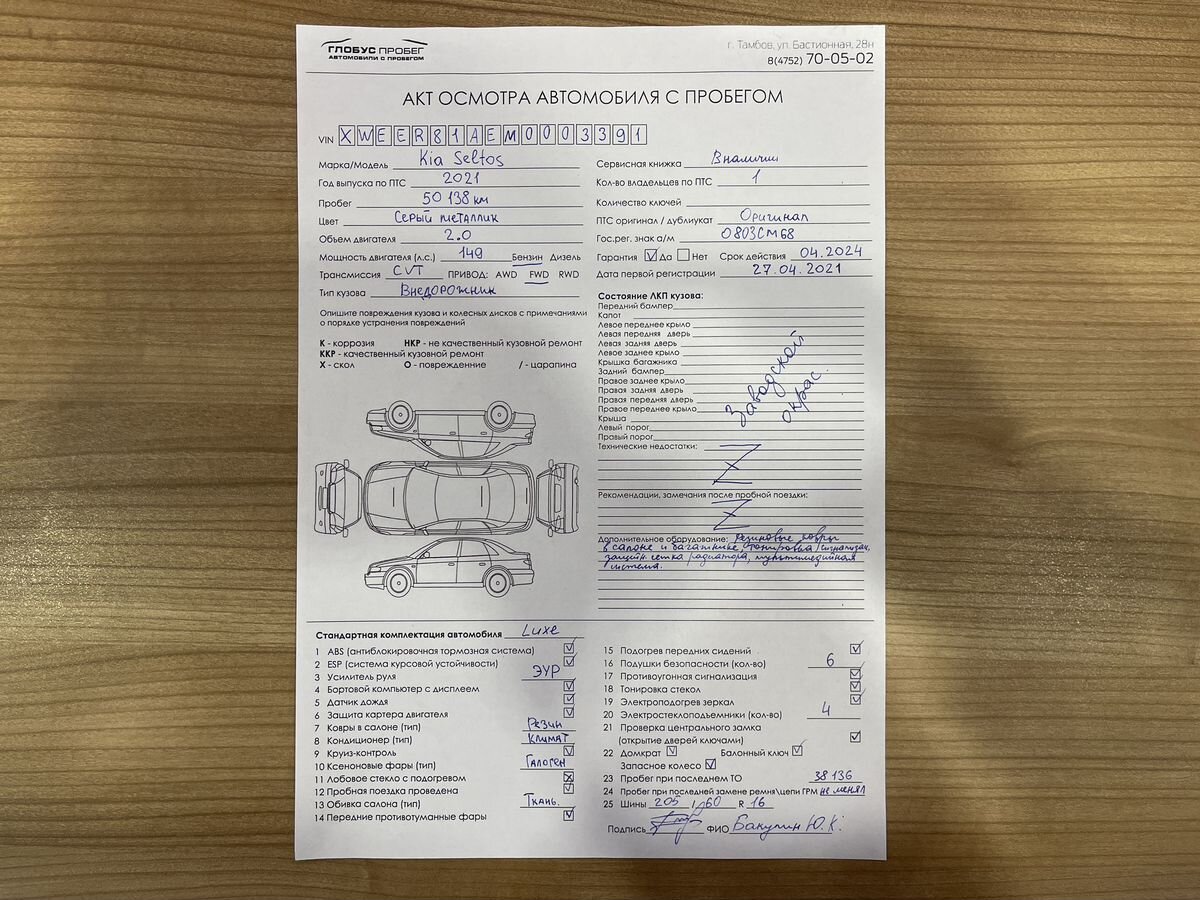 ГЛОБУС ПРОБЕГ
АВТОМОБИЛИ С ПРОБЕГОМ
г. Тамбов, ул. Бастионная, 28н
8(4752) 70-05-02
АКТ ОСМОТРА АВТОМОБИЛЯ С ПРОБЕГОМ
VIN XWEER81AEM0003391
Марка/Модель Kia Seltos
Год выпуска по ПТС 2021
Пробег 50 138 км
Цвет Серый металлик
Объем двигателя 2.0
Мощность двигателя (л.с.) 149 Бензин Дизель
Трансмиссия CVT ПРИВОД: AWD FWD RWD
Тип кузова Внедорожник
Опишите повреждения кузова и колесных дисков с примечаниями
о порядке устранения повреждений
К - коррозия НКР - не качественный кузовной ремонт
ККР - качественный кузовной ремонт
Х - скол О - повреждение / - царапина
Сервисная книжка В наличии
Кол-во владельцев по ПТС 1
Количество ключей
ПТС оригинал / дубликат Оригинал
Гос.рег. знак а/м О803СМ68
Гарантия ☑ Да ☐ Нет Срок действия 04.2024
Дата первой регистрации 27.04.2021
Состояние ЛКП кузова:
Передний бампер
Капот
Левое переднее крыло
Левая передняя дверь
Левая задняя дверь
Левое заднее крыло
Крышка багажника
Задний бампер
Правое заднее крыло
Правая задняя дверь
Правая передняя дверь
Правое переднее крыло
Крыша
Левый порог
Правый порог
Заводской
окрас.
Технические недостатки: Z
Рекомендации, замечания после пробной поездки:
Z
Дополнительное оборудование: резиновые ковры
в салоне и багажнике, тонировка, сигнализац,
защитн сетка радиатора, мультимедийная
система.
Стандартная комплектация автомобиля Luxe
1 ABS (антиблокировочная тормозная система) ☑
2 ESP (система курсовой устойчивости) ☑
3 Усилитель руля ЭУР
4 Бортовой компьютер с дисплеем ☑
5 Датчик дождя ☑
6 Защита картера двигателя ☑
7 Ковры в салоне (тип) Резин
8 Кондиционер (тип) Климат
9 Круиз-контроль ☑
10 Ксеноновые фары (тип) Галоген
11 Лобовое стекло с подогревом ☒
12 Пробная поездка проведена ☑
13 Обивка салона (тип) Ткань.
14 Передние противотуманные фары ☑
15 Подогрев передних сидений ☑
16 Подушки безопасности (кол-во) 6
17 Противоугонная сигнализация ☑
18 Тонировка стекол ☑
19 Электроподогрев зеркал ☑
20 Электростеклоподъемники (кол-во) 4
21 Проверка центрального замка
(открытие дверей ключами) ☑
22 Домкрат ☑ Балонный ключ ☑
Запасное колесо ☑
23 Пробег при последнем ТО 38 136
24 Пробег при последней замене ремня\цепи ГРМ не менял
25 Шины 205 / 60 R 16
Подпись ФИО Бакулин Ю.К.